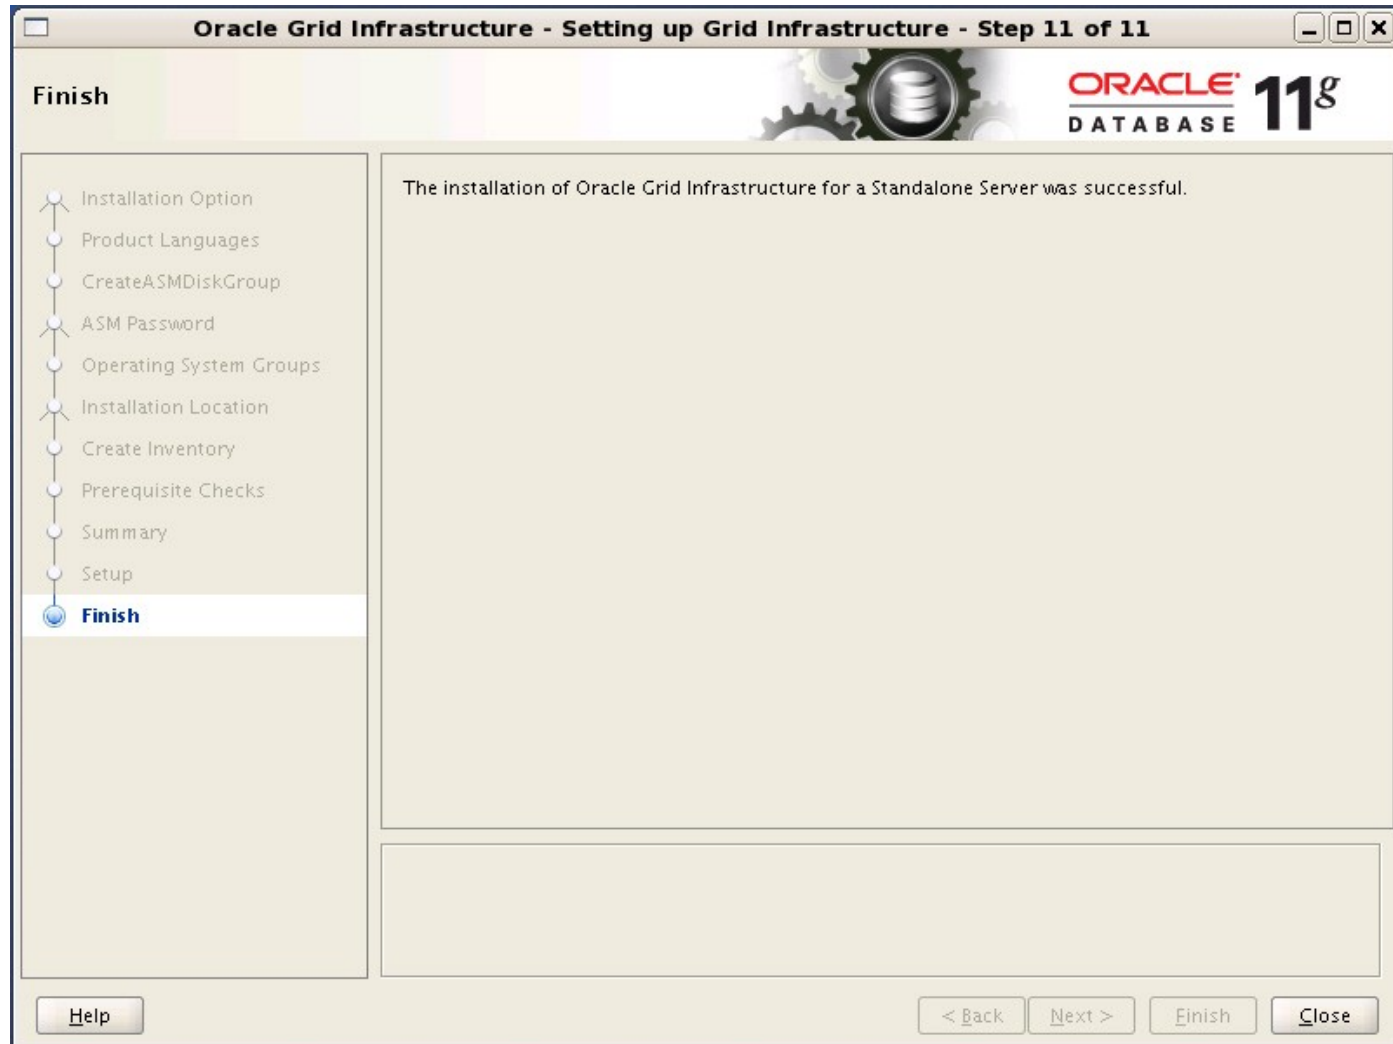 Oracle Grid Infrastructure - Setting up Grid Infrastructure - Step 11 of 11
Finish
ORACLE
DATABASE
11g
Installation Option
Product Languages
CreateASMDiskGroup
ASM Password
Operating System Groups
Installation Location
Create Inventory
Prerequisite Checks
Summary
Setup
Finish
The installation of Oracle Grid Infrastructure for a Standalone Server was successful.
Help
< Back
Next >
Finish
Close